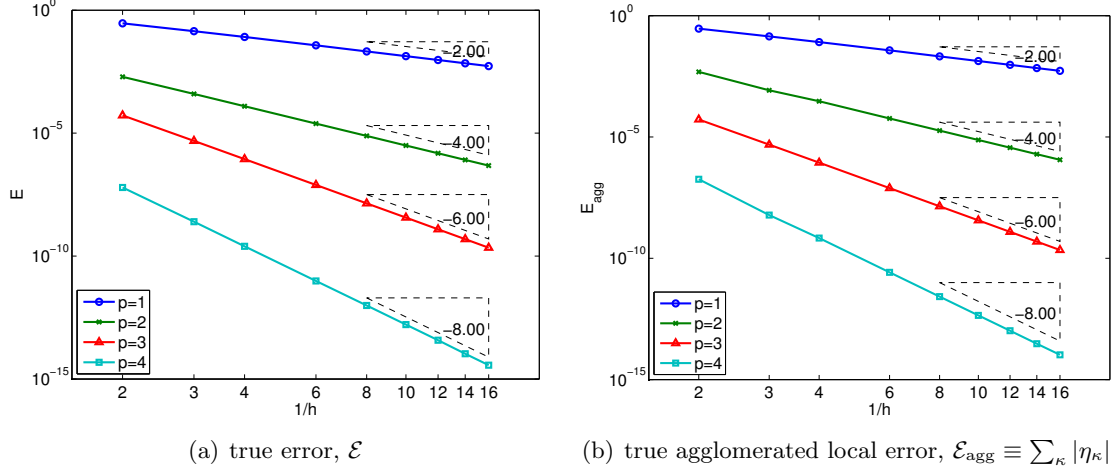 10^0
10^−5
10^−10
10^−15
E
2 3 4 6 8 10 12 14 16
1/h
−2.00
−4.00
−6.00
−8.00
p=1
p=2
p=3
p=4
(a) true error, ℰ
10^0
10^−5
10^−10
10^−15
E_agg
2 3 4 6 8 10 12 14 16
1/h
−2.00
−4.00
−6.00
−8.00
p=1
p=2
p=3
p=4
(b) true agglomerated local error, ℰ_agg ≡ ∑_κ |η_κ|